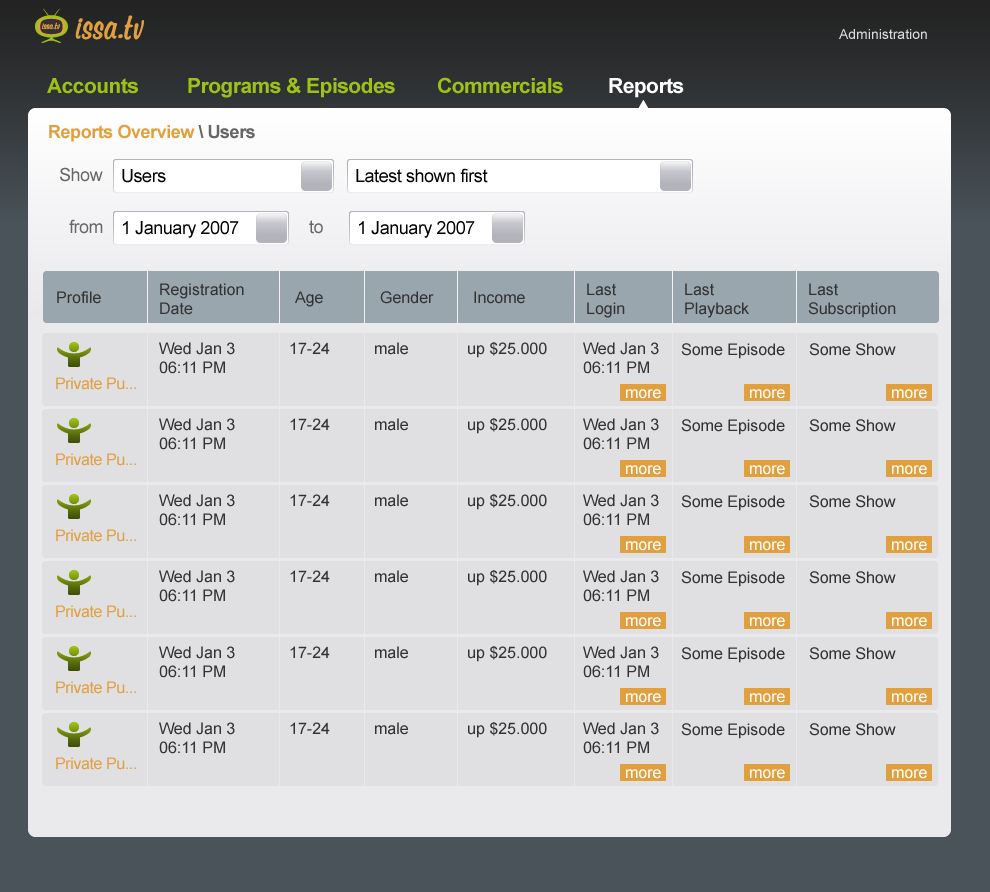 issa.tv issa.tv
Administration
Accounts Programs & Episodes Commercials Reports
Reports Overview \ Users
Show Users Latest shown first
from 1 January 2007 to 1 January 2007
Profile Registration Date Age Gender Income Last Login Last Playback Last Subscription
Wed Jan 3 17-24 male up $25.000 Wed Jan 3 Some Episode Some Show
06:11 PM 06:11 PM
Private Pu... more more more
Wed Jan 3 17-24 male up $25.000 Wed Jan 3 Some Episode Some Show
06:11 PM 06:11 PM
Private Pu... more more more
Wed Jan 3 17-24 male up $25.000 Wed Jan 3 Some Episode Some Show
06:11 PM 06:11 PM
Private Pu... more more more
Wed Jan 3 17-24 male up $25.000 Wed Jan 3 Some Episode Some Show
06:11 PM 06:11 PM
Private Pu... more more more
Wed Jan 3 17-24 male up $25.000 Wed Jan 3 Some Episode Some Show
06:11 PM 06:11 PM
Private Pu... more more more
Wed Jan 3 17-24 male up $25.000 Wed Jan 3 Some Episode Some Show
06:11 PM 06:11 PM
Private Pu... more more more